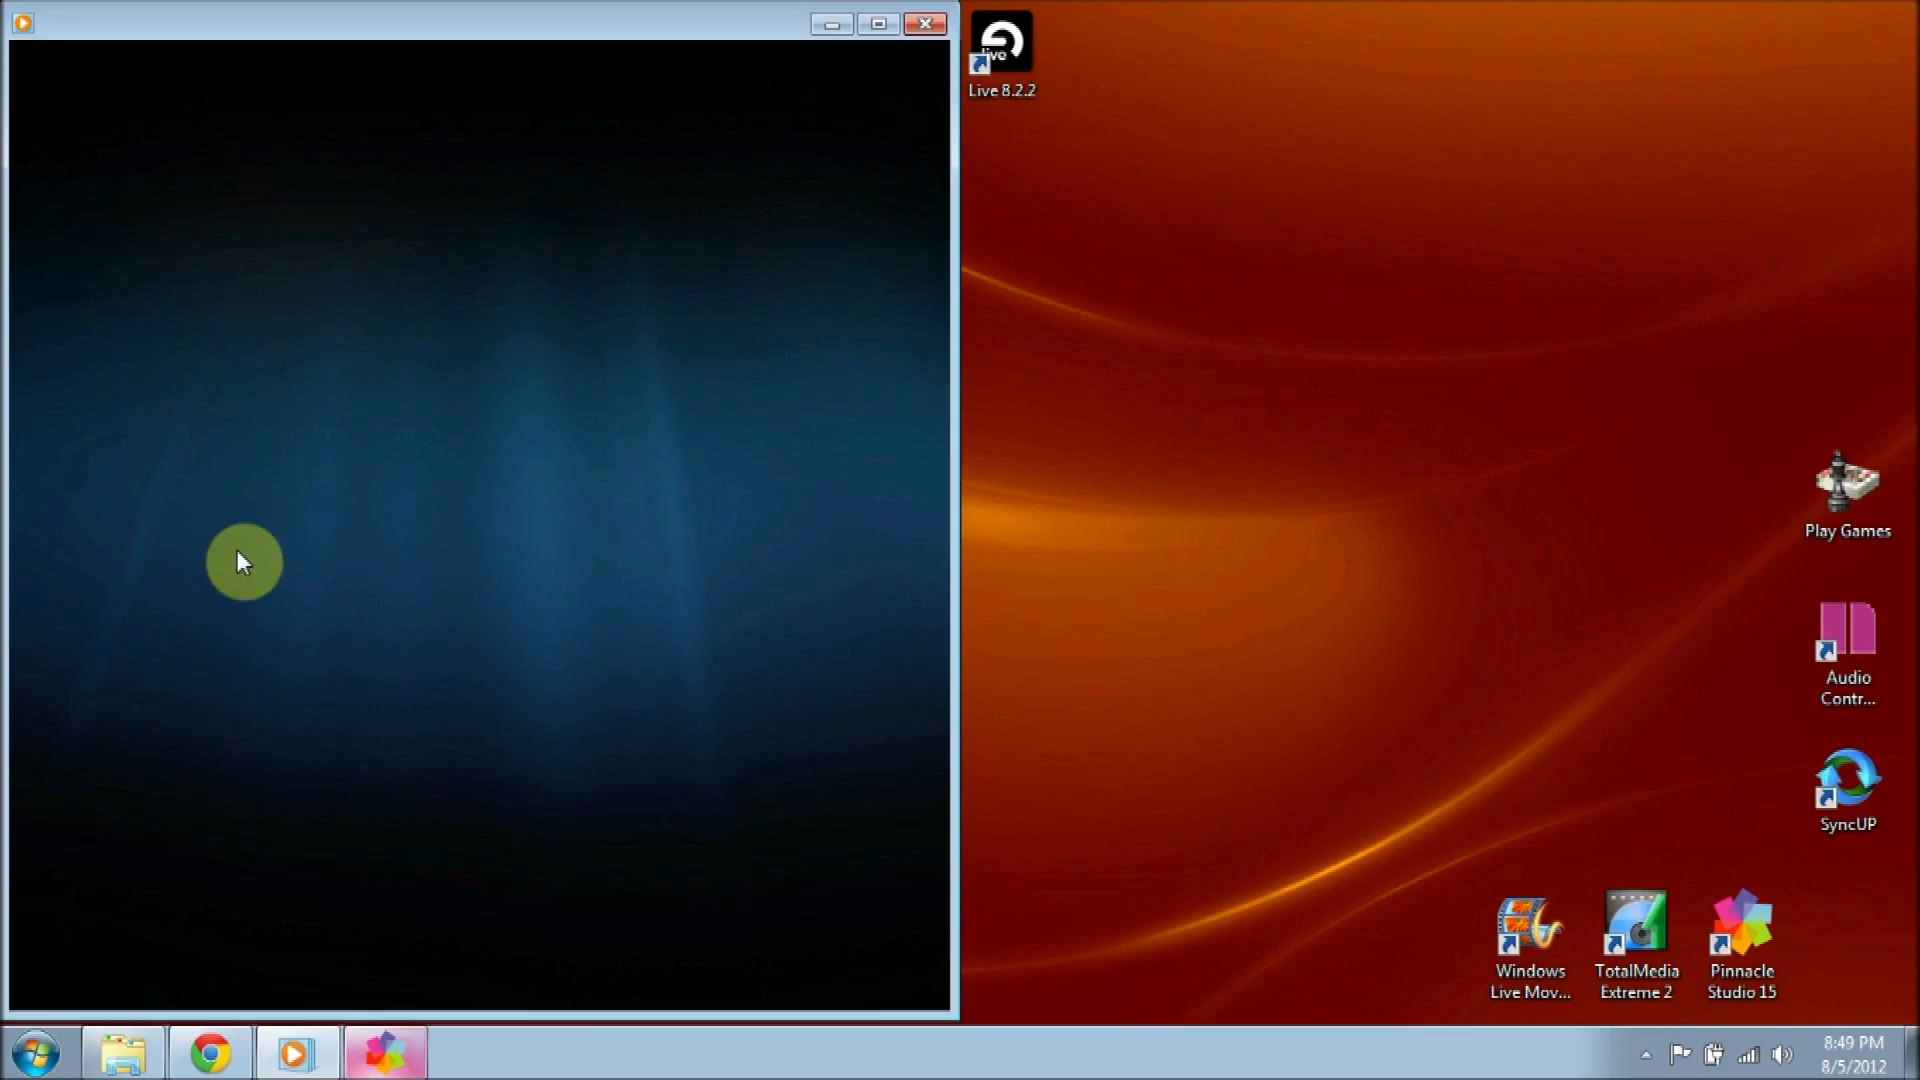 live
Live 8.2.2
Play Games
Audio
Contr...
SyncUP
Windows
Live Mov...
TotalMedia
Extreme 2
Pinnacle
Studio 15
8:49 PM
8/5/2012